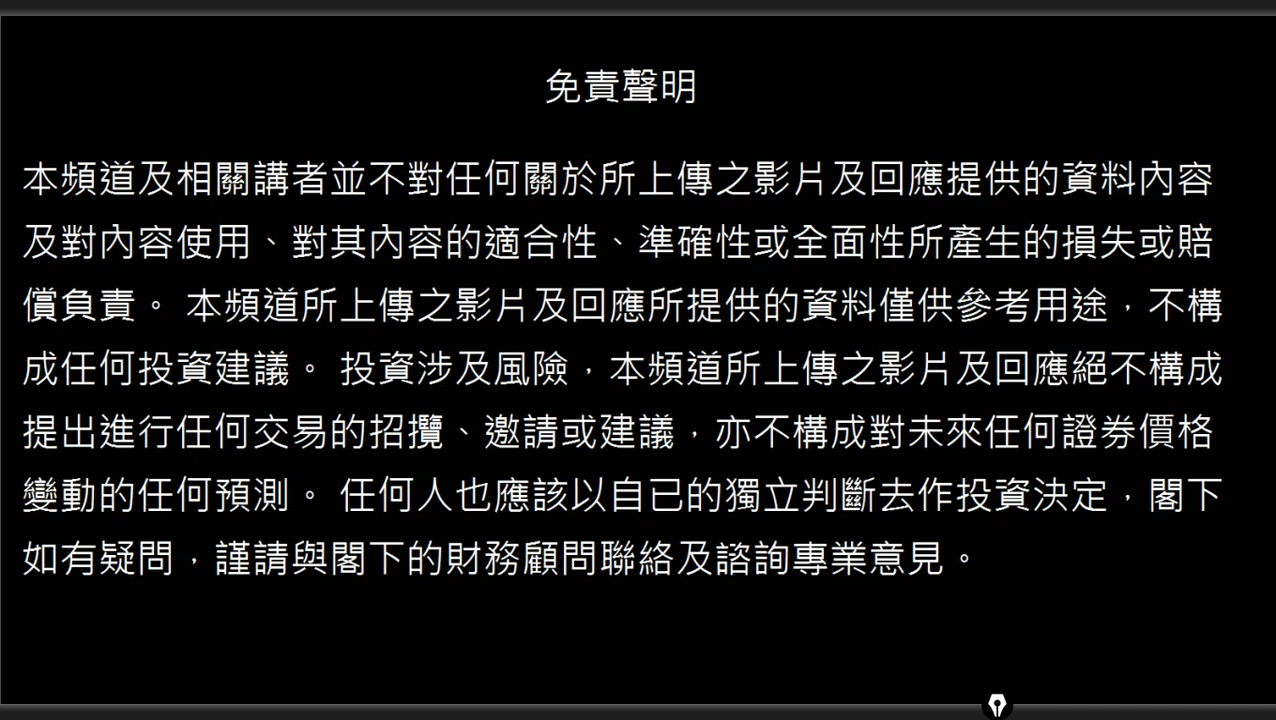 免責聲明
本頻道及相關講者並不對任何關於所上傳之影片及回應提供的資料內容
及對內容使用、對其內容的適合性、準確性或全面性所產生的損失或賠
償負責。 本頻道所上傳之影片及回應所提供的資料僅供參考用途，不構
成任何投資建議。 投資涉及風險，本頻道所上傳之影片及回應絕不構成
提出進行任何交易的招攬、邀請或建議，亦不構成對未來任何證券價格
變動的任何預測。 任何人也應該以自己的獨立判斷去作投資決定，閣下
如有疑問，謹請與閣下的財務顧問聯絡及諮詢專業意見。